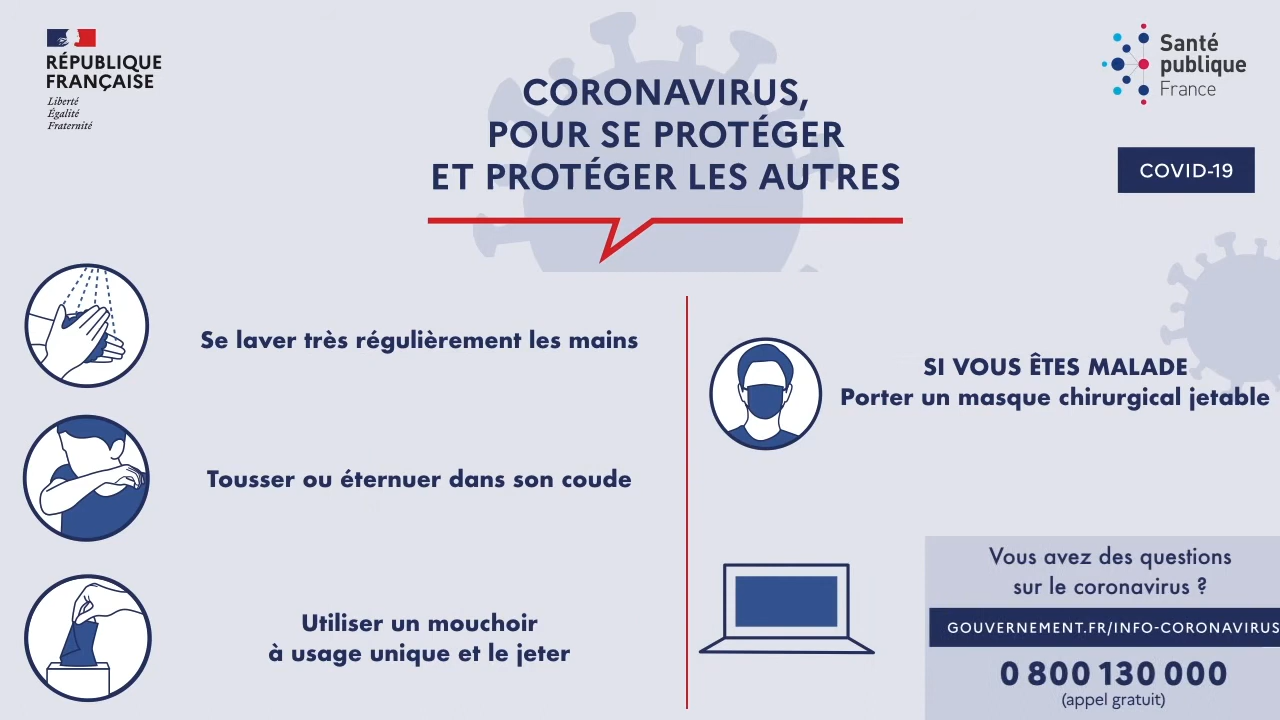 RÉPUBLIQUE
FRANÇAISE
Liberté
Égalité
Fraternité
CORONAVIRUS,
POUR SE PROTÉGER
ET PROTÉGER LES AUTRES
Santé
publique
France
COVID-19
Se laver très régulièrement les mains
Tousser ou éternuer dans son coude
Utiliser un mouchoir
à usage unique et le jeter
SI VOUS ÊTES MALADE
Porter un masque chirurgical jetable
Vous avez des questions
sur le coronavirus ?
GOUVERNEMENT.FR/INFO-CORONAVIRUS
0 800 130 000
(appel gratuit)